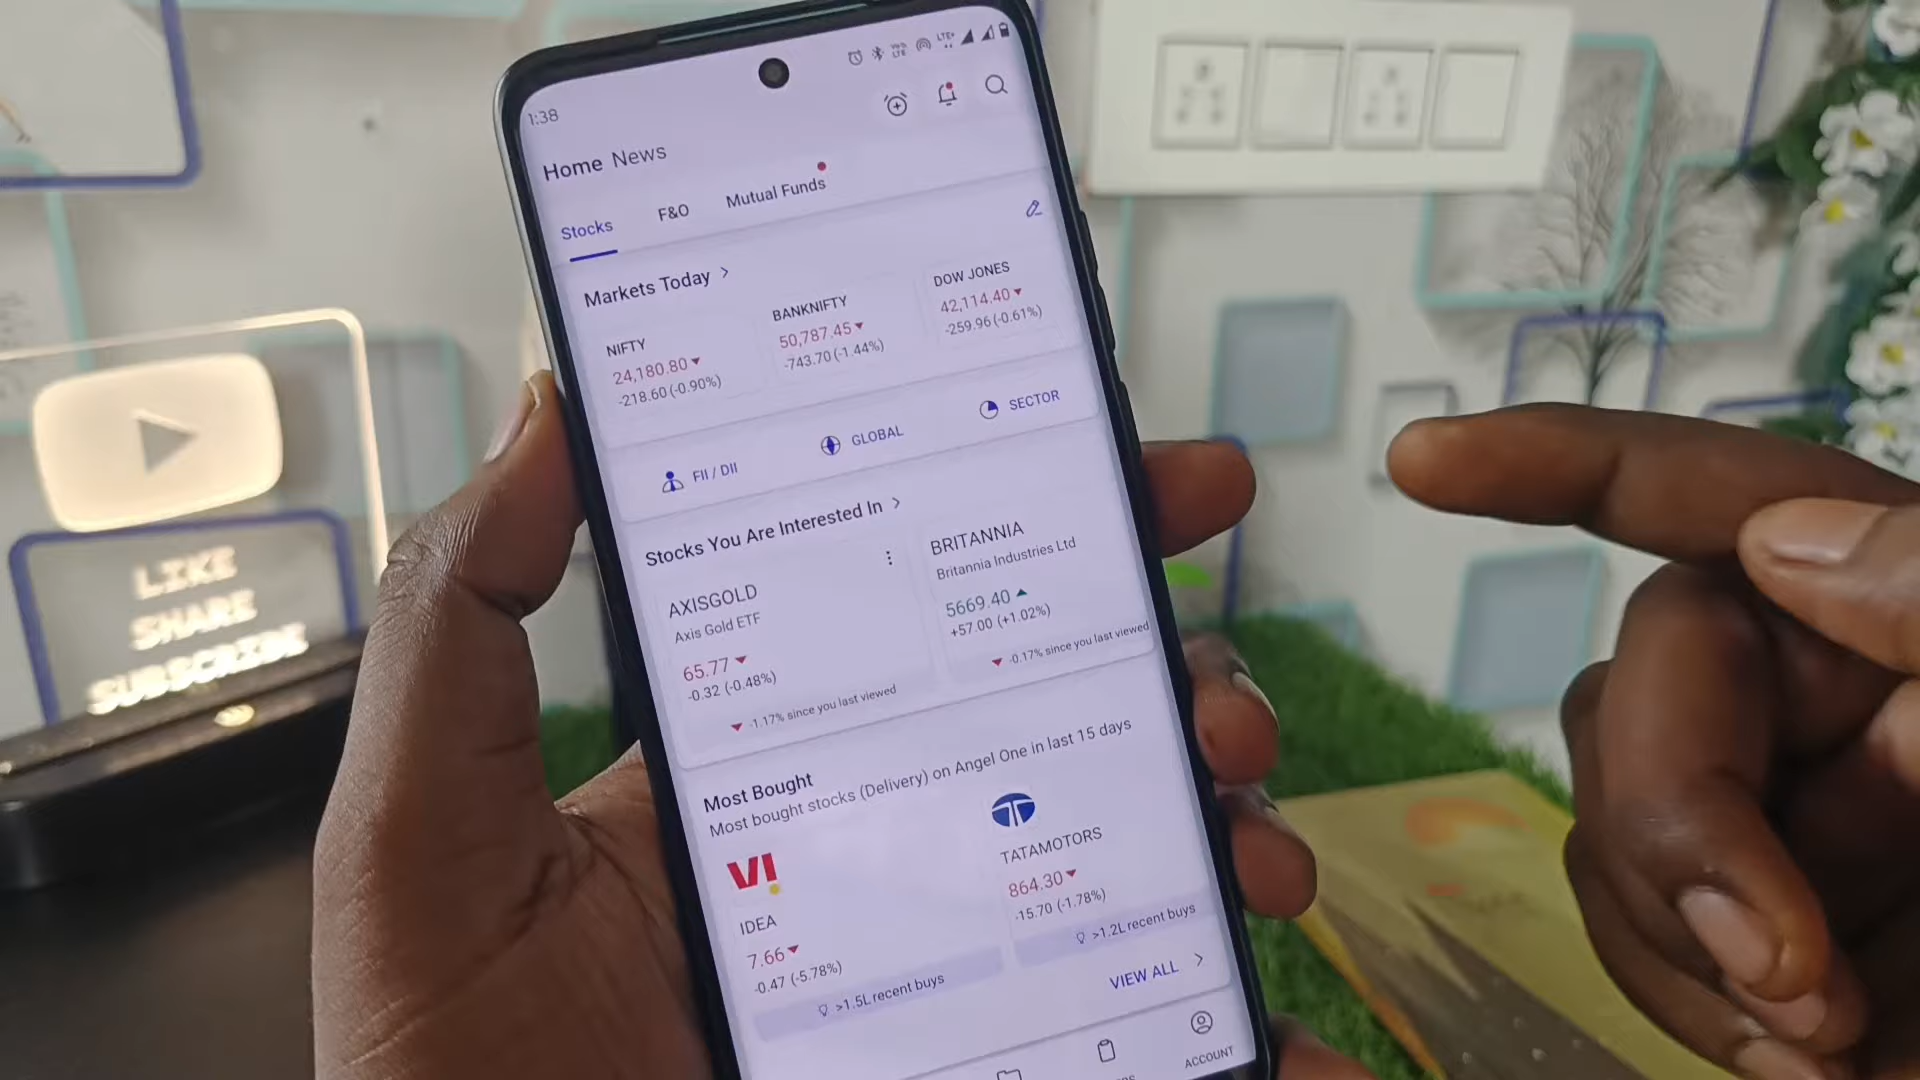 1:38
VoLTE
LTE+
Home News
Stocks
F&O
Mutual Funds
Markets Today >
NIFTY
24,180.80
-218.60 (-0.90%)
BANKNIFTY
50,787.45
-743.70 (-1.44%)
DOW JONES
42,114.40
-259.96 (-0.61%)
FII / DII
GLOBAL
SECTOR
Stocks You Are Interested In >
AXISGOLD
Axis Gold ETF
65.77
-0.32 (-0.48%)
-1.17% since you last viewed
BRITANNIA
Britannia Industries Ltd
5669.40
+57.00 (+1.02%)
-0.17% since you last viewed
Most Bought
Most bought stocks (Delivery) on Angel One in last 15 days
VI
IDEA
7.66
-0.47 (-5.78%)
>1.5L recent buys
TATAMOTORS
864.30
-15.70 (-1.78%)
>1.2L recent buys
VIEW ALL >
ACCOUNT
LIKE
SHARE
SUBSCRIBE